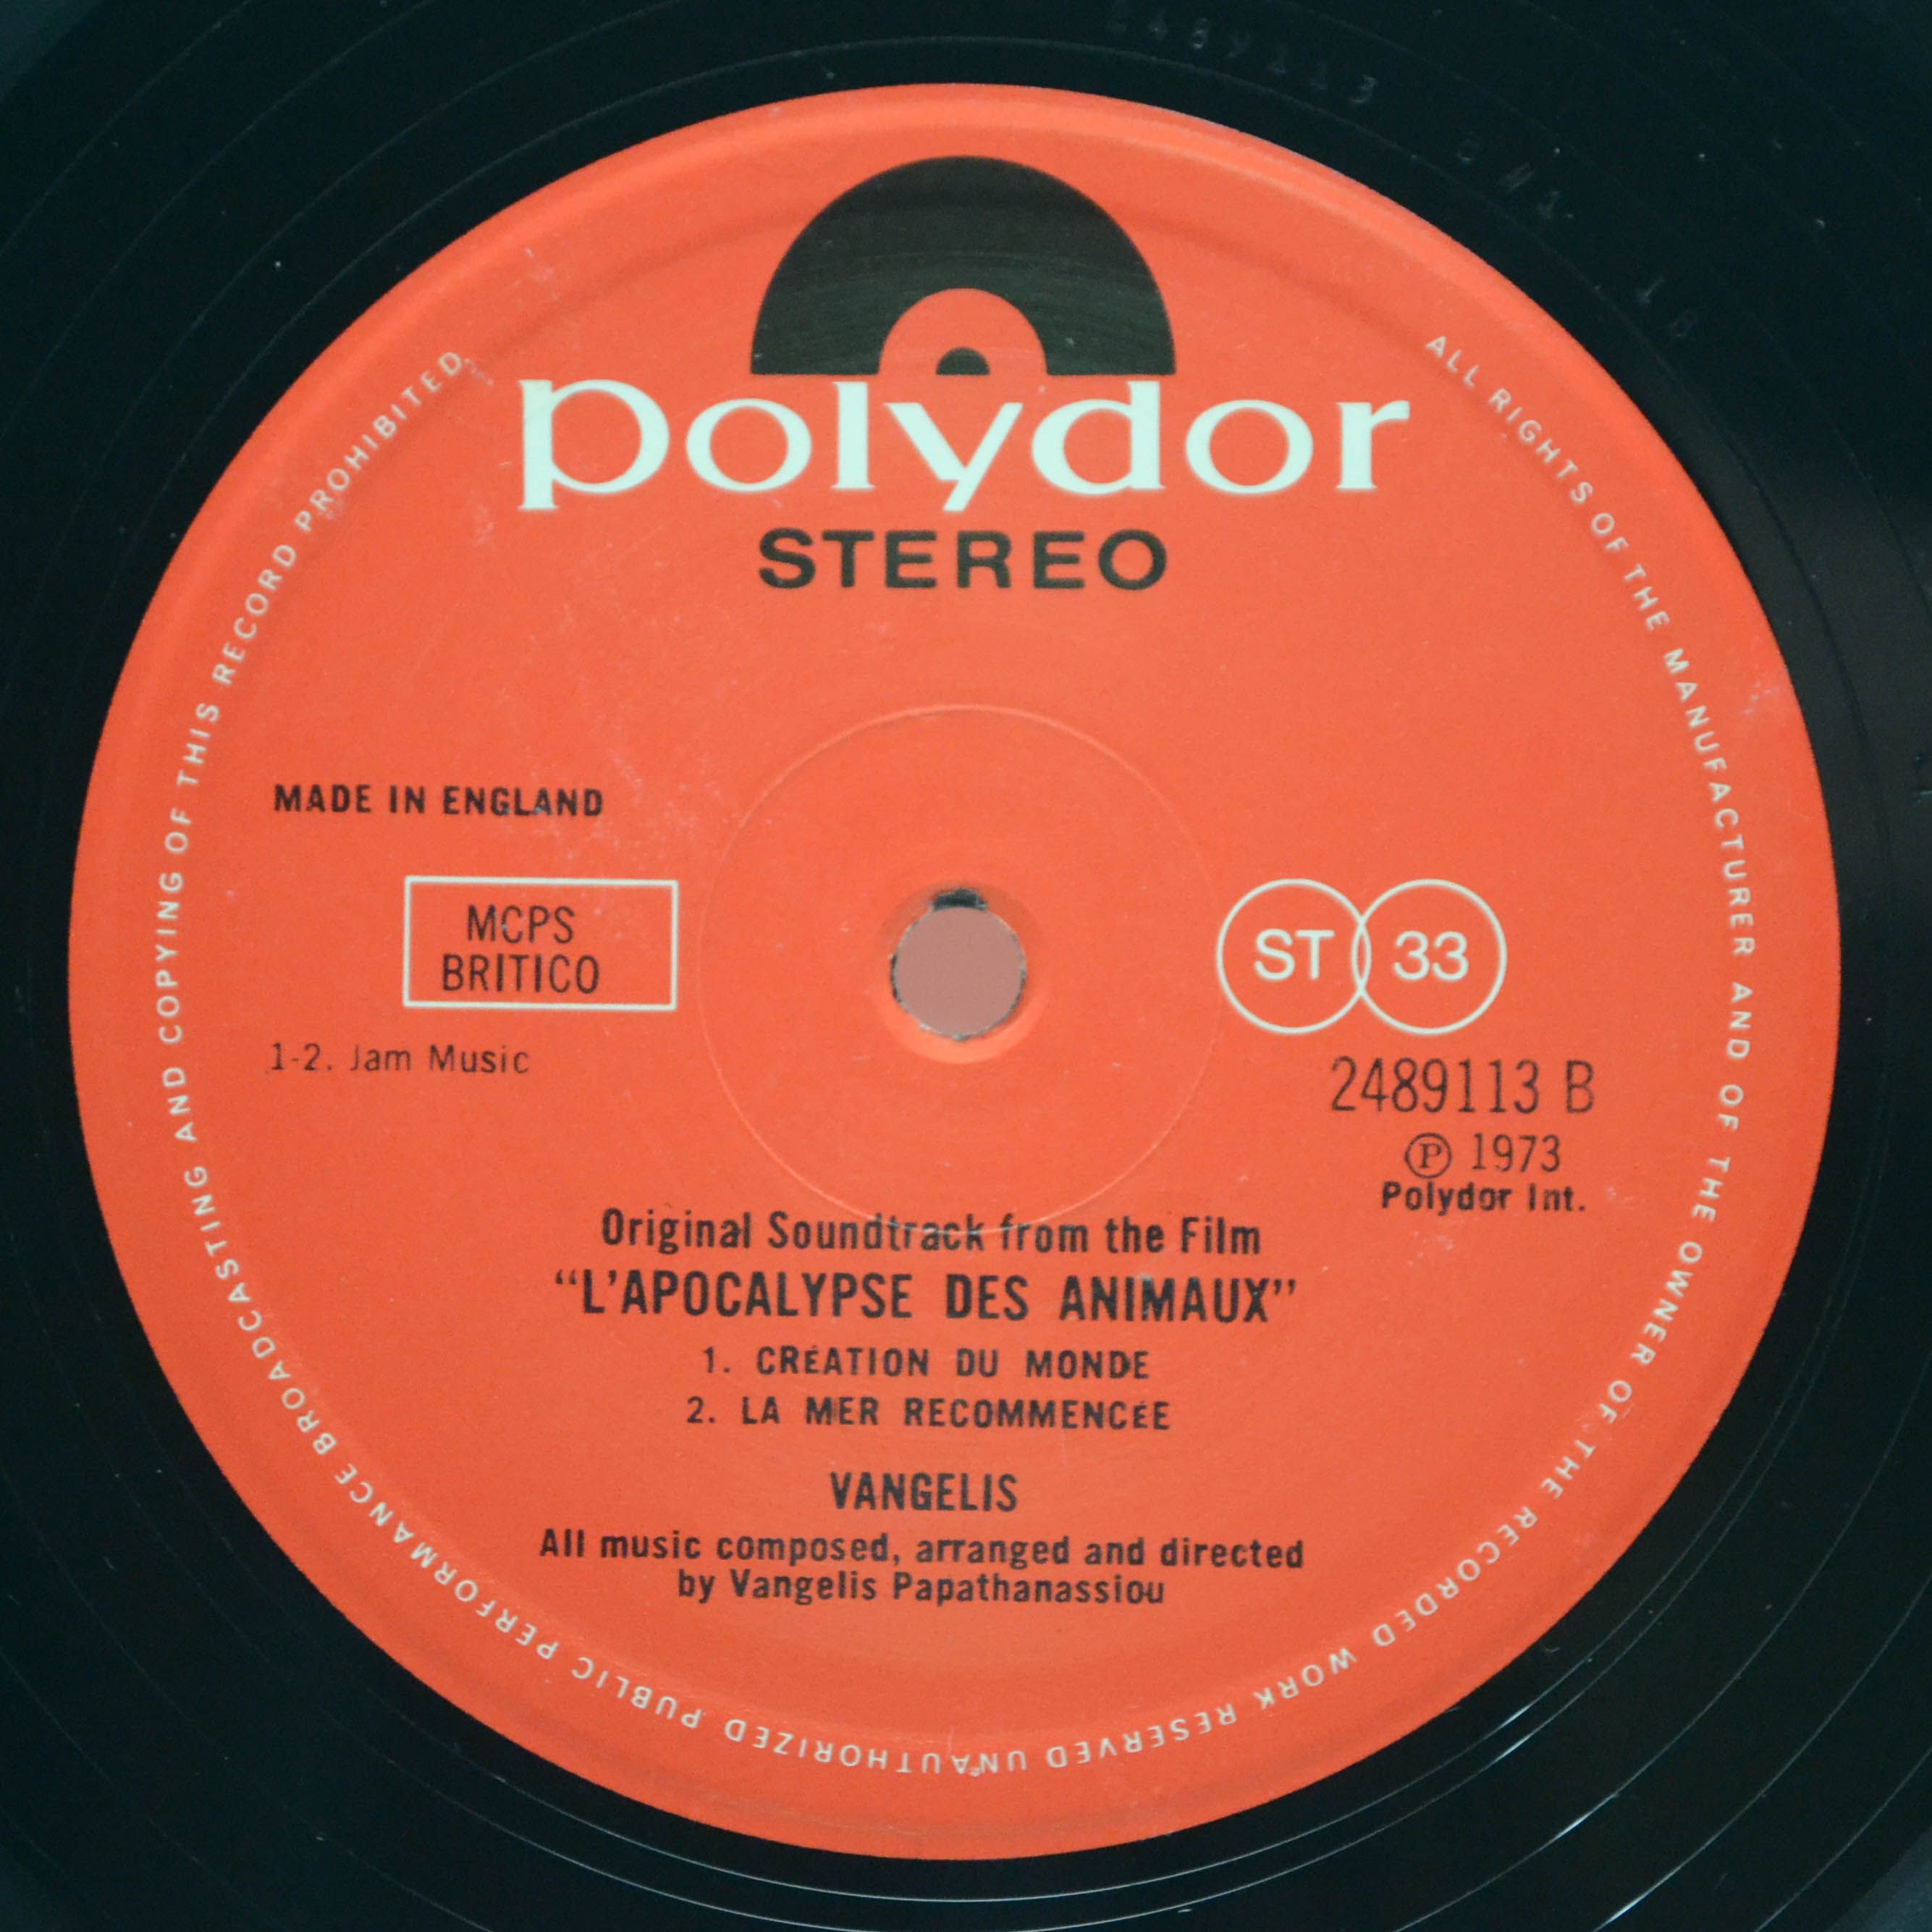 polydor
STEREO
ALL RIGHTS OF THE MANUFACTURER AND OF THE OWNER OF THE RECORDED WORK RESERVED UNAUTHORIZED PUBLIC PERFORMANCE BROADCASTING AND COPYING OF THIS RECORD PROHIBITED
MADE IN ENGLAND
MCPS
BRITICO
ST 33
1-2. Jam Music
2489113 B
Ⓟ 1973
Polydor Int.
Original Soundtrack from the Film
“L'APOCALYPSE DES ANIMAUX”
1. CRÉATION DU MONDE
2. LA MER RECOMMENCÉE
VANGELIS
All music composed, arranged and directed
by Vangelis Papathanassiou